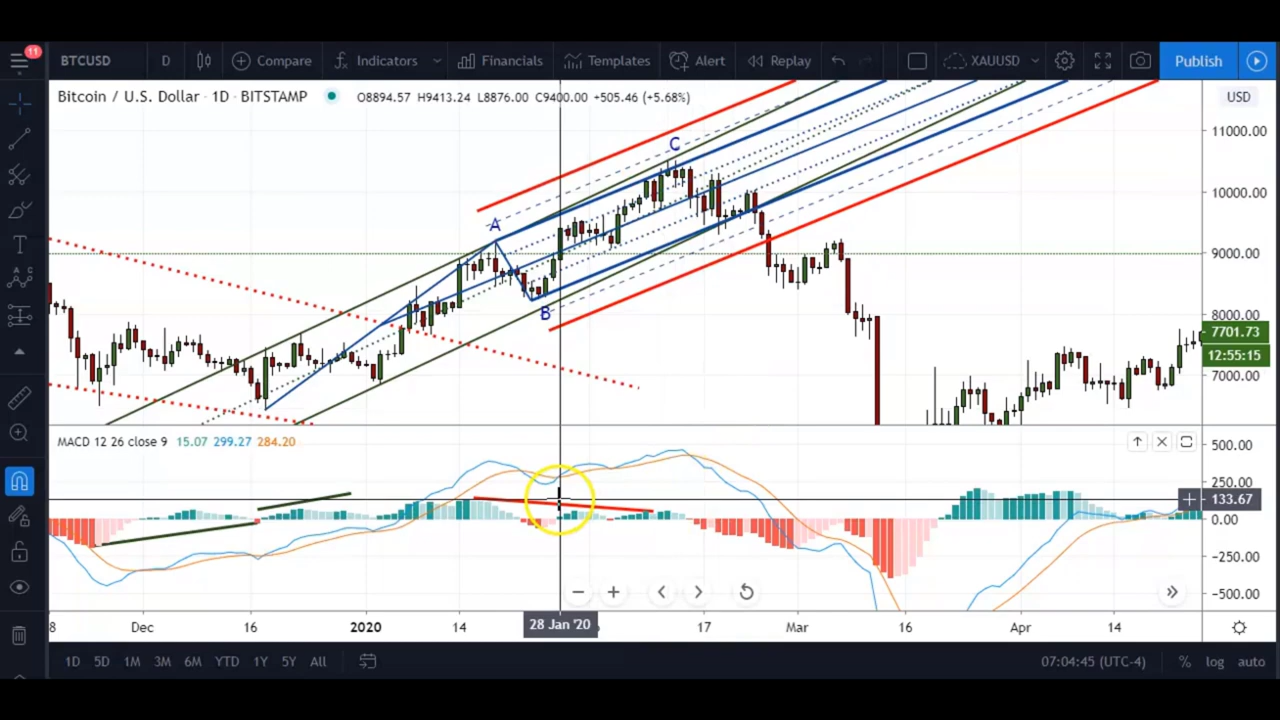 11
BTCUSD D Compare Indicators Financials Templates Alert Replay XAUUSD Publish
Bitcoin / U.S. Dollar · 1D · BITSTAMP O8894.57 H9413.24 L8876.00 C9400.00 +505.46 (+5.68%)
USD
11000.00
C
10000.00
A
9000.00
B
8000.00
7701.73
12:55:15
7000.00
MACD 12 26 close 9 15.07 299.27 284.20
500.00
250.00
133.67
0.00
−250.00
−500.00
8 Dec 16 2020 14 28 Jan '20 17 Mar 16 Apr 14
1D 5D 1M 3M 6M YTD 1Y 5Y All 07:04:45 (UTC-4) % log auto